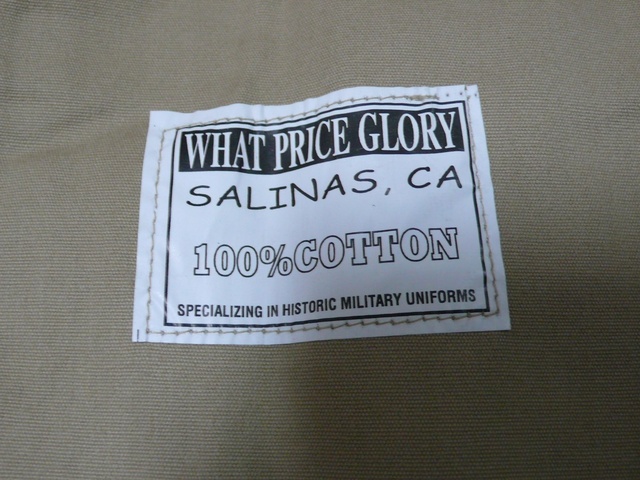 WHAT PRICE GLORY
SALINAS, CA
100% COTTON
SPECIALIZING IN HISTORIC MILITARY UNIFORMS